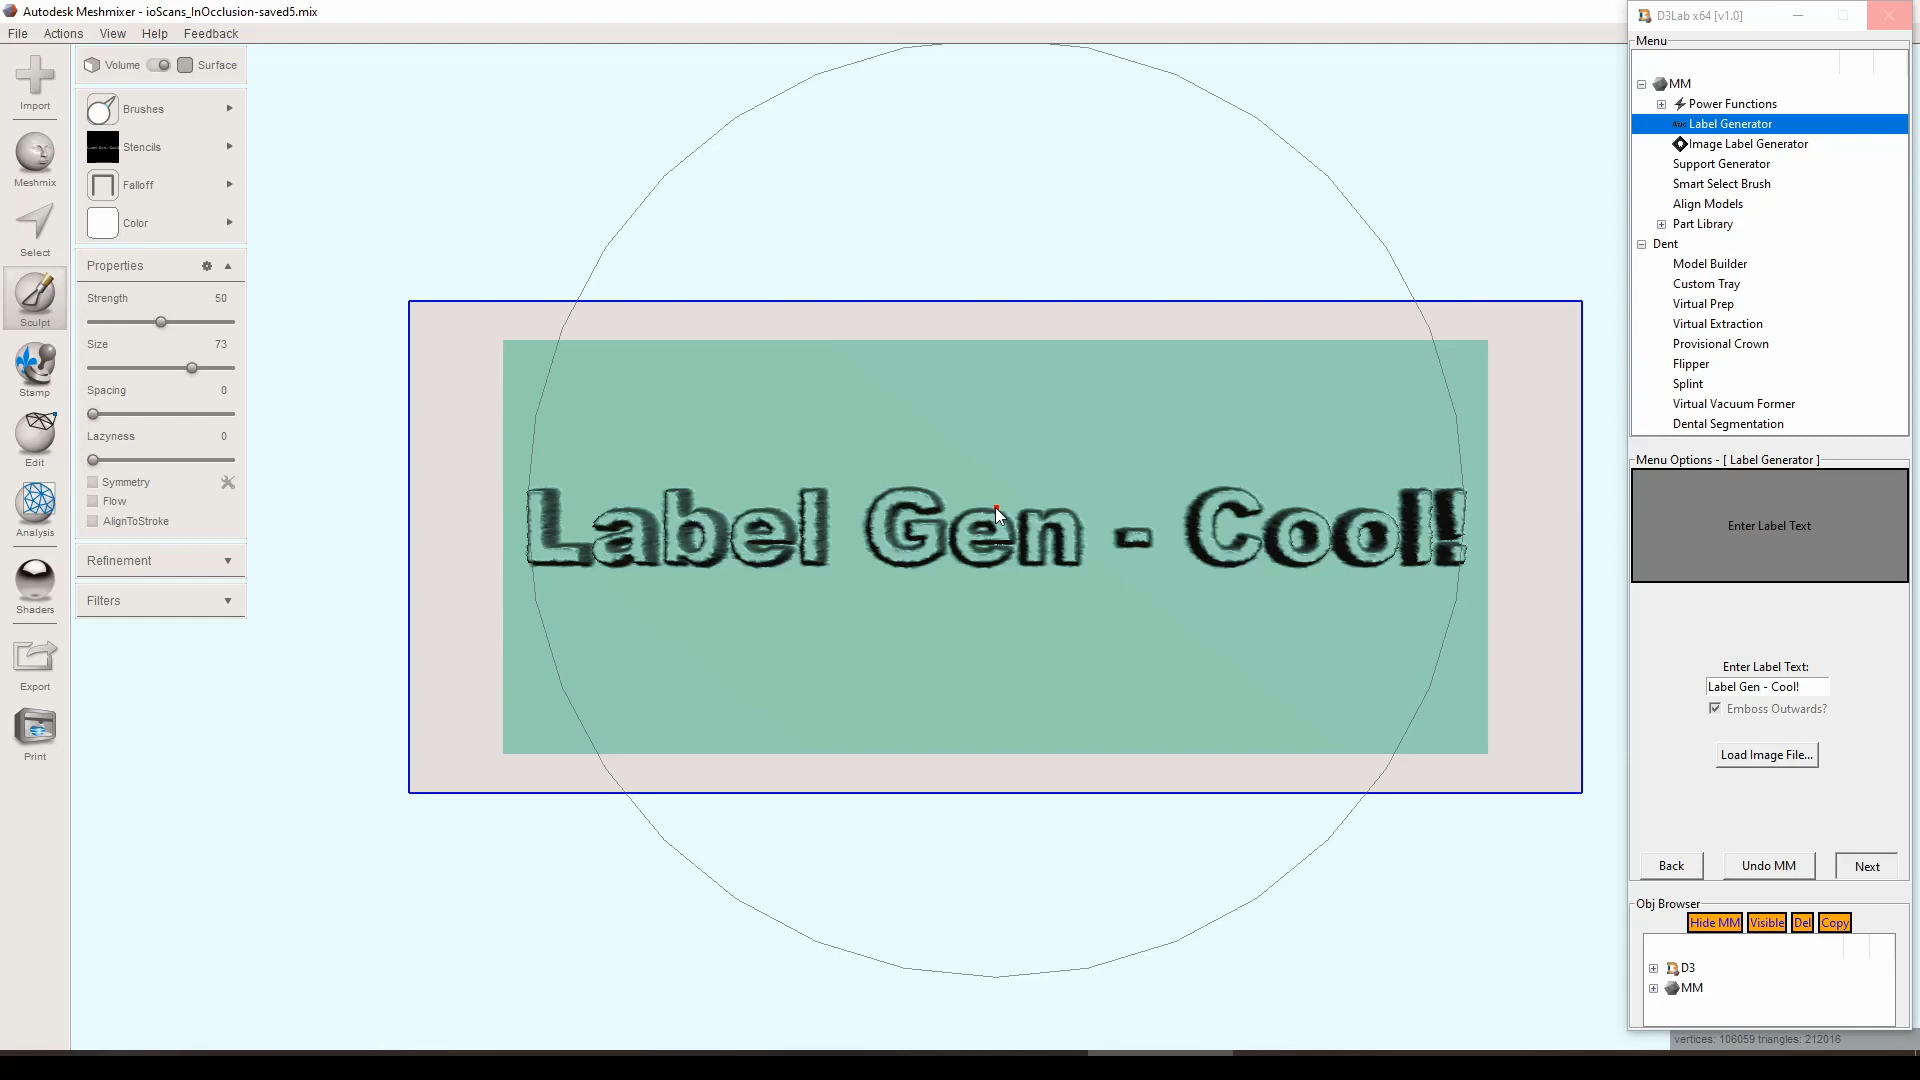 Autodesk Meshmixer - ioScans_InOcclusion-saved5.mix
File Actions View Help Feedback
Import
Meshmix
Select
Sculpt
Stamp
Edit
Analysis
Shaders
Export
Print
Volume Surface
Brushes
Stencils
Falloff
Color
Properties
Strength 50
Size 73
Spacing 0
Lazyness 0
Symmetry
Flow
AlignToStroke
Refinement
Filters
Label Gen - Cool!
D3Lab x64 [v1.0]
Menu
MM
Power Functions
Abc Label Generator
Image Label Generator
Support Generator
Smart Select Brush
Align Models
Part Library
Dent
Model Builder
Custom Tray
Virtual Prep
Virtual Extraction
Provisional Crown
Flipper
Splint
Virtual Vacuum Former
Dental Segmentation
Menu Options - [ Label Generator ]
Enter Label Text
Enter Label Text:
Label Gen - Cool!
Emboss Outwards?
Load Image File...
Back Undo MM Next
Obj Browser
Hide MM Visible Del Copy
D3
MM
vertices: 106059 triangles: 212016